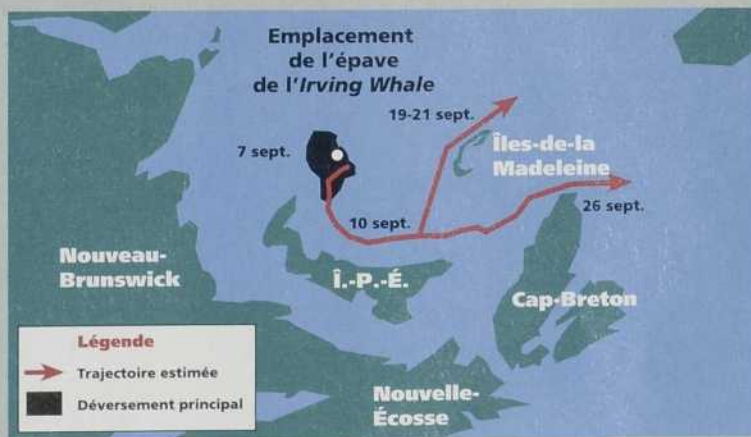 Emplacement
de l'épave
de l'Irving Whale
19-21 sept.
7 sept.
Îles-de-la
Madeleine
10 sept.
26 sept.
Nouveau-
Brunswick
Î.-P.-É.
Cap-Breton
Légende
Trajectoire estimée
Déversement principal
Nouvelle-
Écosse